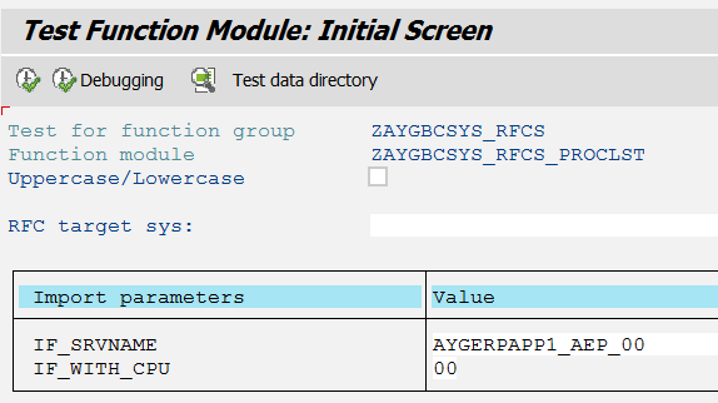 Test Function Module: Initial Screen
Debugging Test data directory
Test for function group ZAYGBCSYS_RFCS
Function module ZAYGBCSYS_RFCS_PROCLST
Uppercase/Lowercase
RFC target sys:
Import parameters Value
IF_SRVNAME AYGERPAPP1_AEP_00
IF_WITH_CPU 00